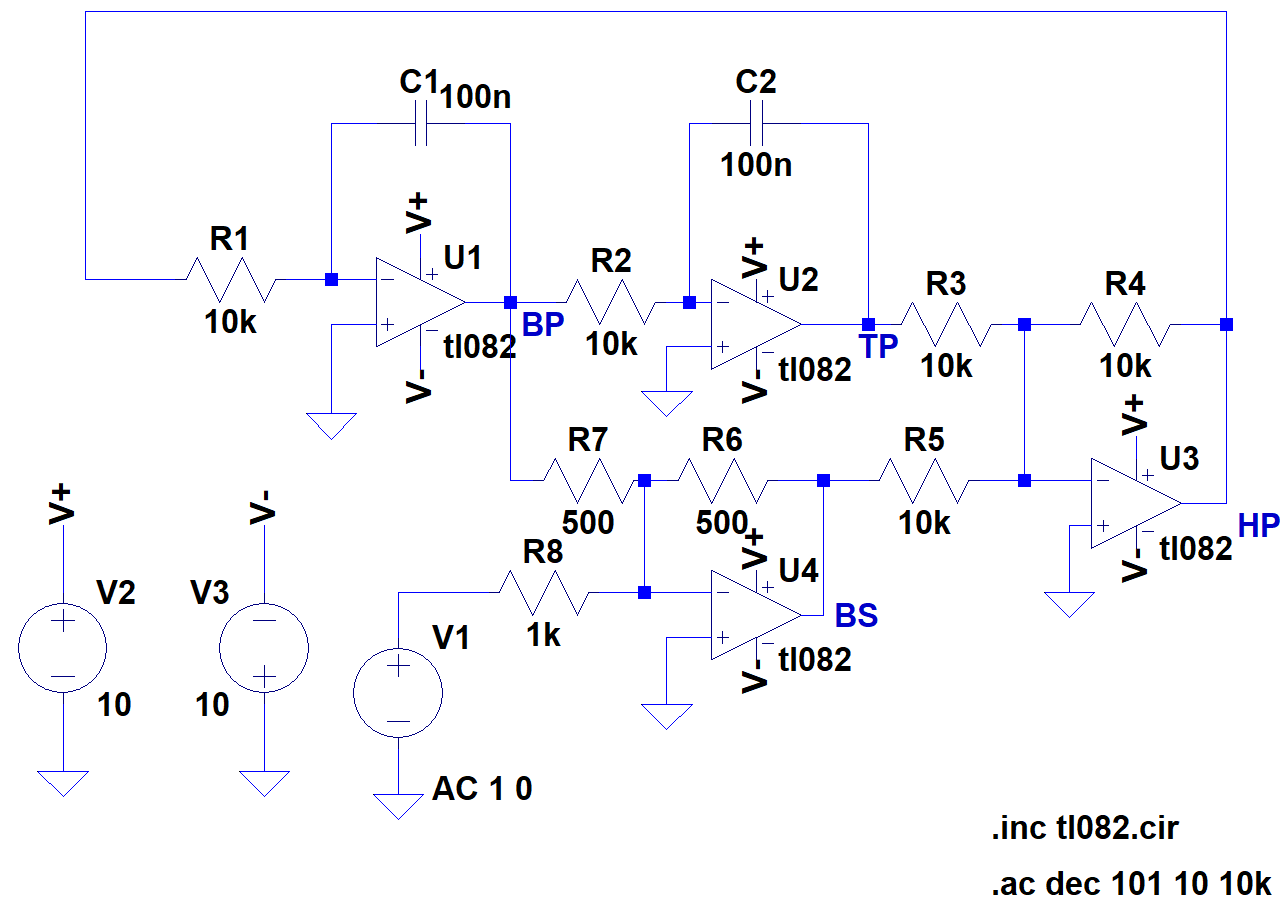 C1
100n
C2
100n
V+
R1
10k
U1
tl082
V-
BP
R2
10k
V+
U2
tl082
V-
TP
R3
10k
R4
10k
R7
500
R6
500
R5
10k
V+
U3
tl082
V-
HP
R8
1k
V+
U4
tl082
V-
BS
V+
V2
10
V-
V3
10
V1
AC 1 0
.inc tl082.cir
.ac dec 101 10 10k